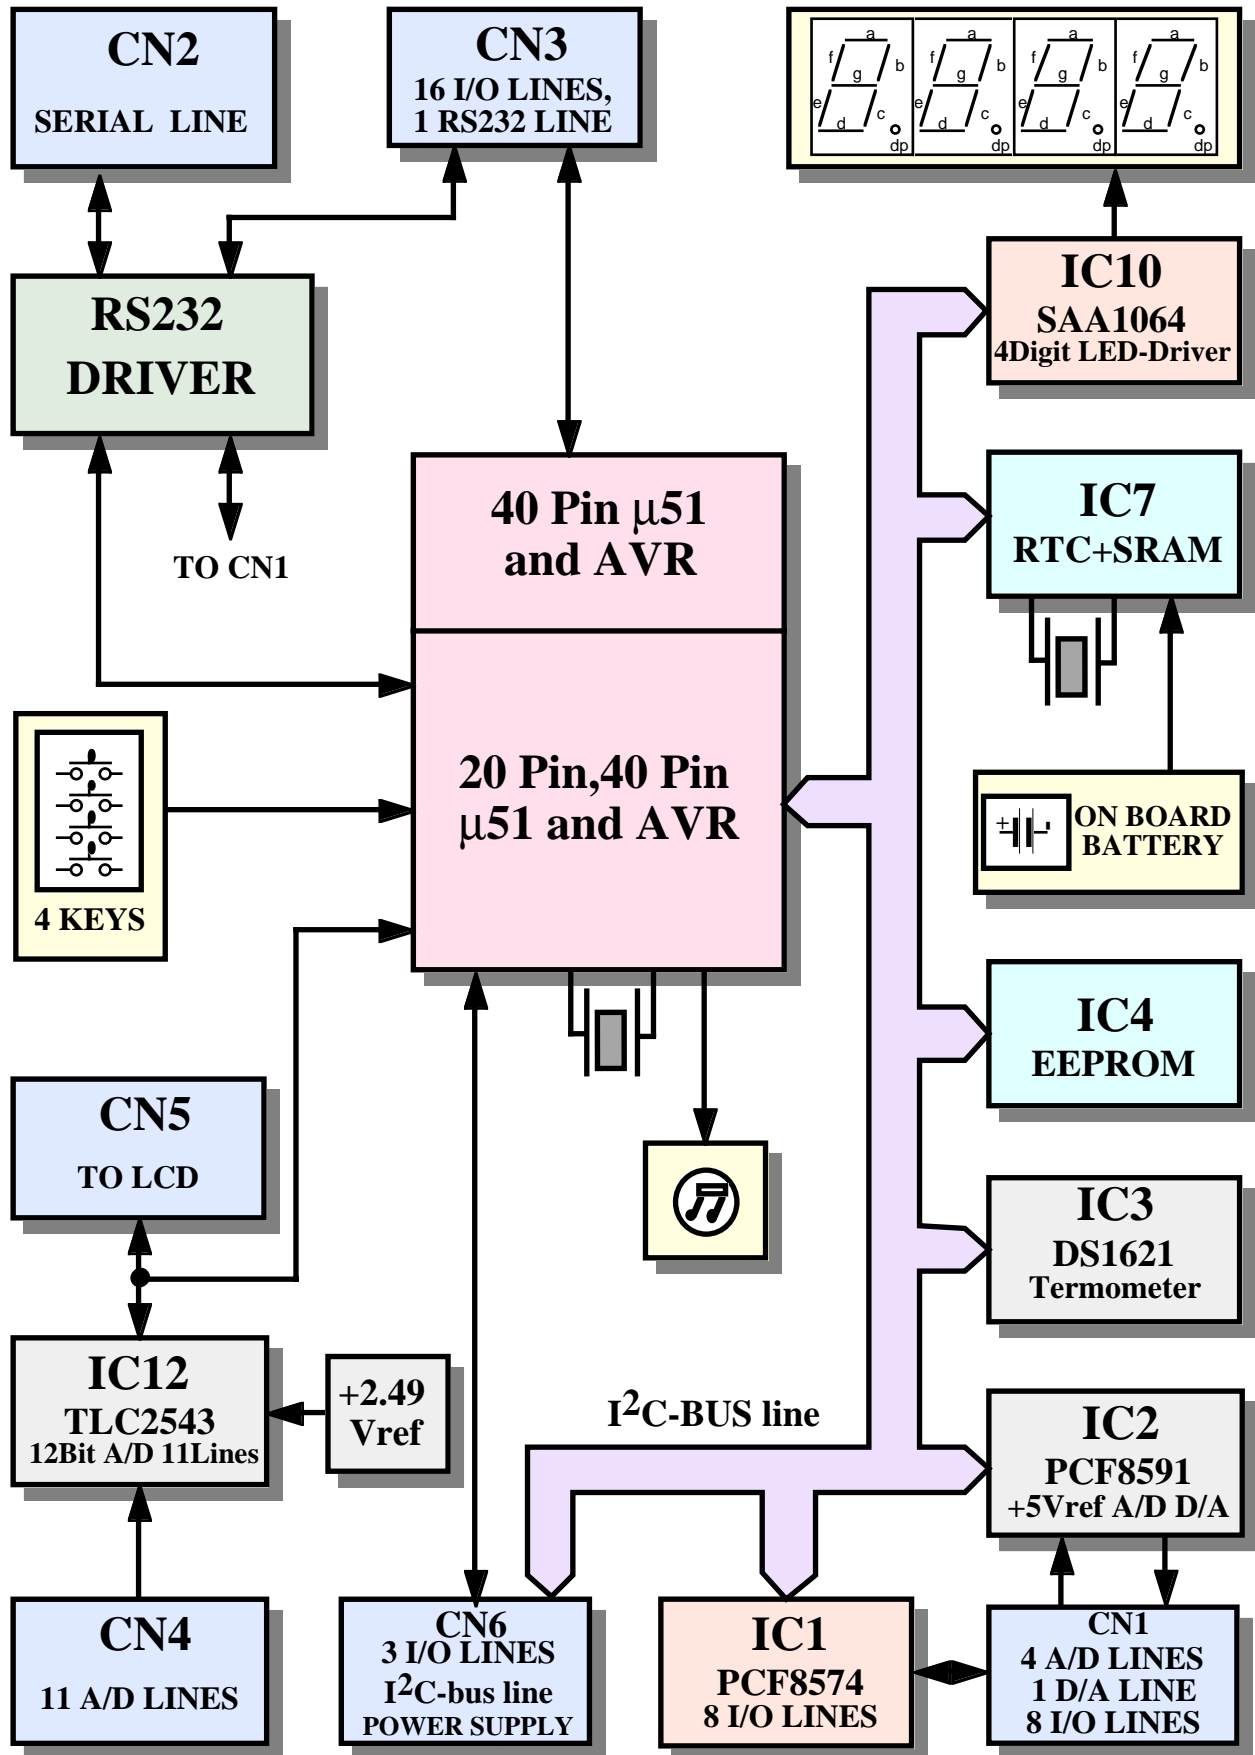 CN2
SERIAL LINE
CN3
16 I/O LINES,
1 RS232 LINE
a
f
b
g
e
c
d
dp
a
f
b
g
e
c
d
dp
a
f
b
g
e
c
d
dp
a
f
b
g
e
c
d
dp
IC10
SAA1064
4Digit LED-Driver
RS232
DRIVER
TO CN1
40 Pin µ51
and AVR
IC7
RTC+SRAM
20 Pin,40 Pin
µ51 and AVR
4 KEYS
+ -
ON BOARD
BATTERY
IC4
EEPROM
CN5
TO LCD
IC3
DS1621
Termometer
IC12
TLC2543
12Bit A/D 11Lines
+2.49
Vref
I²C-BUS line
IC2
PCF8591
+5Vref A/D D/A
CN4
11 A/D LINES
CN6
3 I/O LINES
I²C-bus line
POWER SUPPLY
IC1
PCF8574
8 I/O LINES
CN1
4 A/D LINES
1 D/A LINE
8 I/O LINES